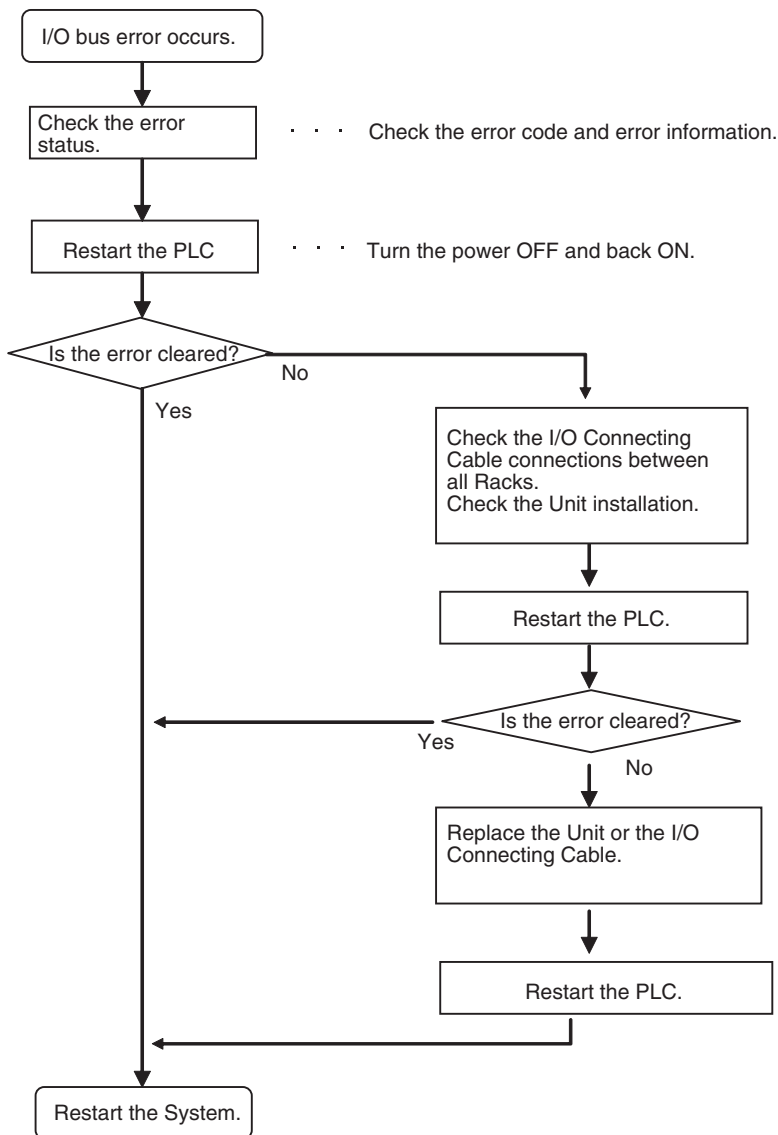 I/O bus error occurs.
Check the error
status.
· · · Check the error code and error information.
Restart the PLC
· · · Turn the power OFF and back ON.
Is the error cleared?
No
Yes
Check the I/O Connecting
Cable connections between
all Racks.
Check the Unit installation.
Restart the PLC.
Is the error cleared?
Yes
No
Replace the Unit or the I/O
Connecting Cable.
Restart the PLC.
Restart the System.